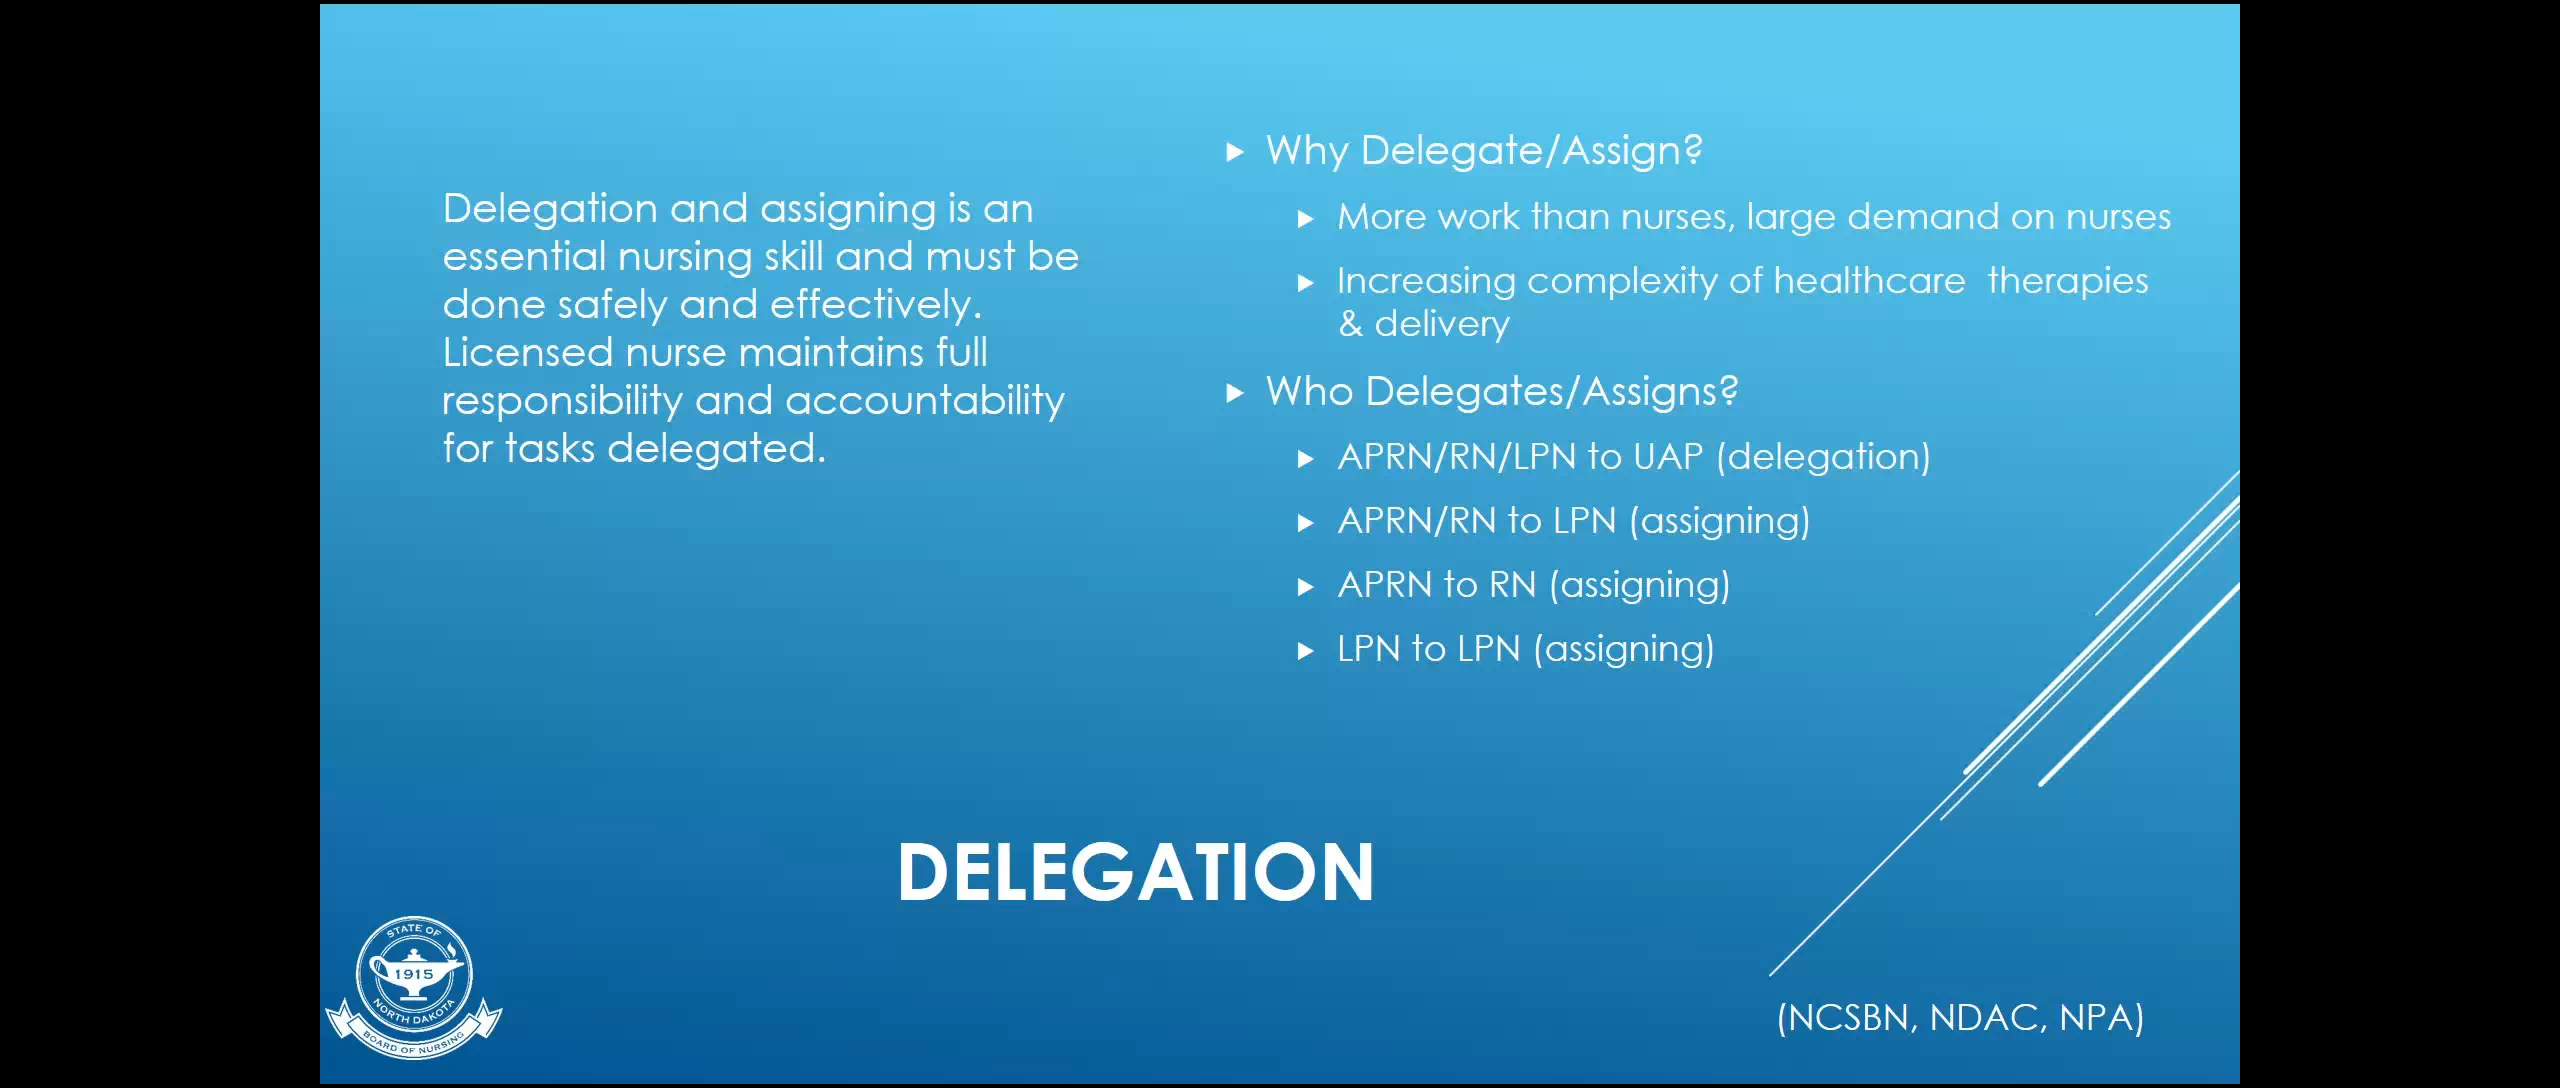 Delegation and assigning is an
essential nursing skill and must be
done safely and effectively.
Licensed nurse maintains full
responsibility and accountability
for tasks delegated.
Why Delegate/Assign?
More work than nurses, large demand on nurses
Increasing complexity of healthcare  therapies
& delivery
Who Delegates/Assigns?
APRN/RN/LPN to UAP (delegation)
APRN/RN to LPN (assigning)
APRN to RN (assigning)
LPN to LPN (assigning)
DELEGATION
STATE OF
1915
NORTH DAKOTA
BOARD OF NURSING
(NCSBN, NDAC, NPA)